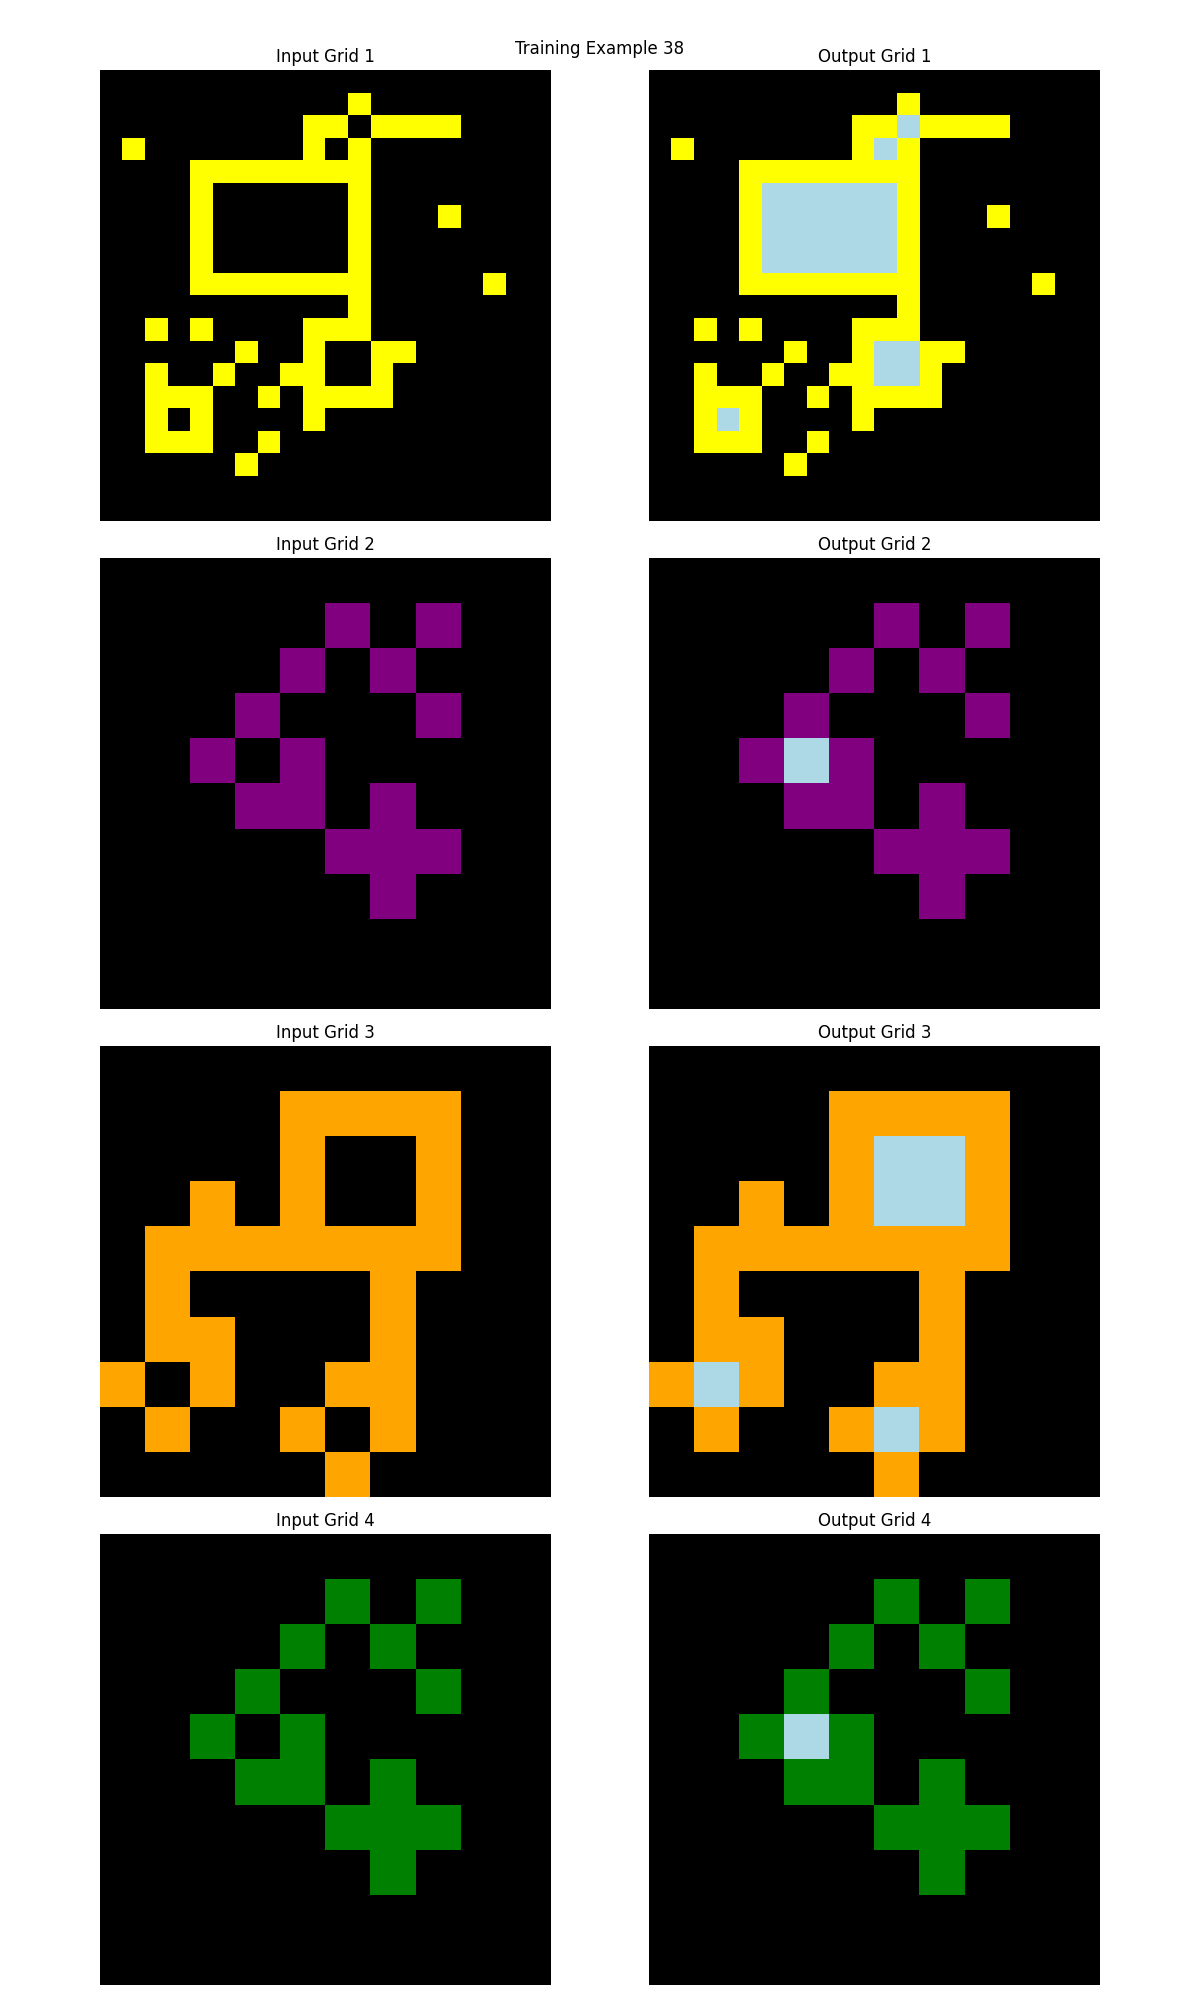 Training Example 38
Input Grid 1
Output Grid 1
Input Grid 2
Output Grid 2
Input Grid 3
Output Grid 3
Input Grid 4
Output Grid 4